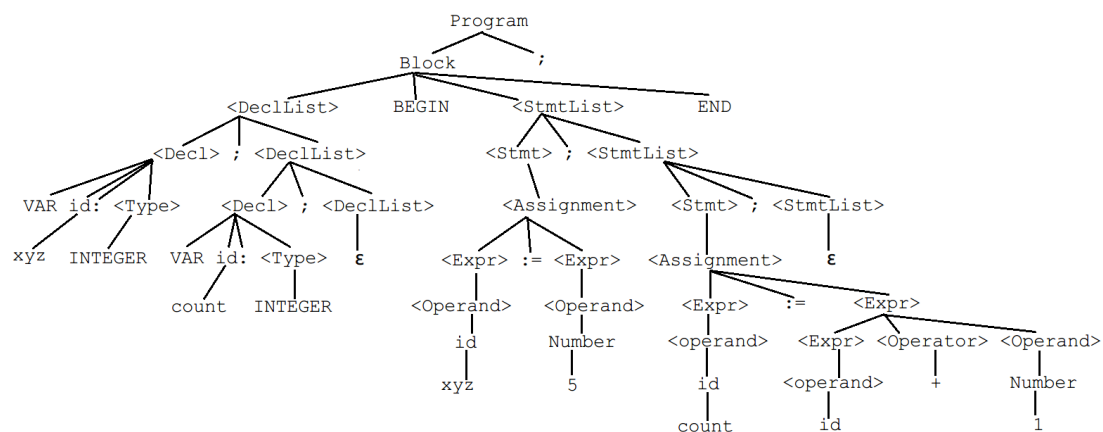 Program
Block ;
<DeclList> BEGIN <StmtList> END
<Decl> ; <DeclList> <Stmt> ; <StmtList>
VAR id: <Type> <Decl> ; <DeclList> <Assignment> <Stmt> ; <StmtList>
xyz INTEGER VAR id: <Type> ε <Expr> := <Expr> <Assignment> ε
count INTEGER <Operand> <Operand> <Expr> := <Expr>
id Number <operand> <Expr> <Operator> <Operand>
xyz 5 id <operand> + Number
count id 1